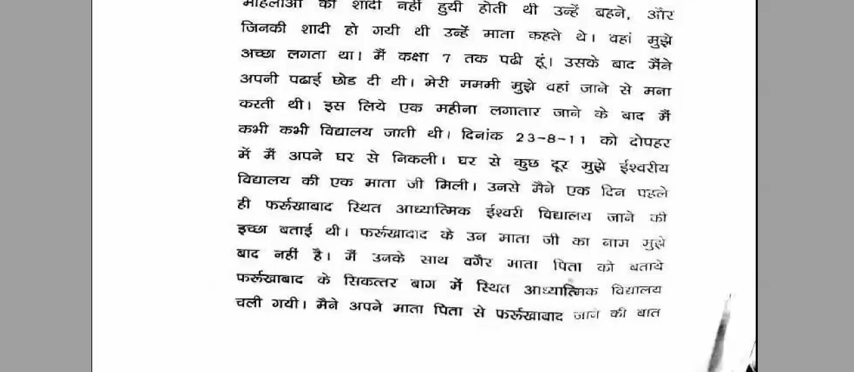 महिलाओं की शादी नहीं हुयी होती थी उन्हें बहने, और
जिनकी शादी हो गयी थी उन्हें माता कहते थे। वहां मुझे
अच्छा लगता था। मैं कक्षा 7 तक पढी हूं। उसके बाद मैंने
अपनी पढाई छोड दी थी। मेरी मममी मुझे वहां जाने से मना
करती थी। इस लिये एक महीना लगातार जाने के बाद मैं
कभी कभी विद्यालय जाती थी। दिनांक 23-8-11 को दोपहर
में मैं अपने घर से निकली। घर से कुछ दूर मुझे ईश्वरीय
विद्यालय की एक माता जी मिली। उनसे मैने एक दिन पहले
ही फर्रुखाबाद स्थित आध्यात्मिक ईश्वरी विद्यालय जाने की
इच्छा बताई थी। फर्रुखादाद के उन माता जी का नाम मुझे
बाद नहीं है। मैं उनके साथ वगैर माता पिता को बताये
फर्रुखाबाद के सिकत्तर बाग में स्थित आध्यात्मिक विद्यालय
चली गयी। मैने अपने माता पिता से फर्रुखाबाद जाने की बात